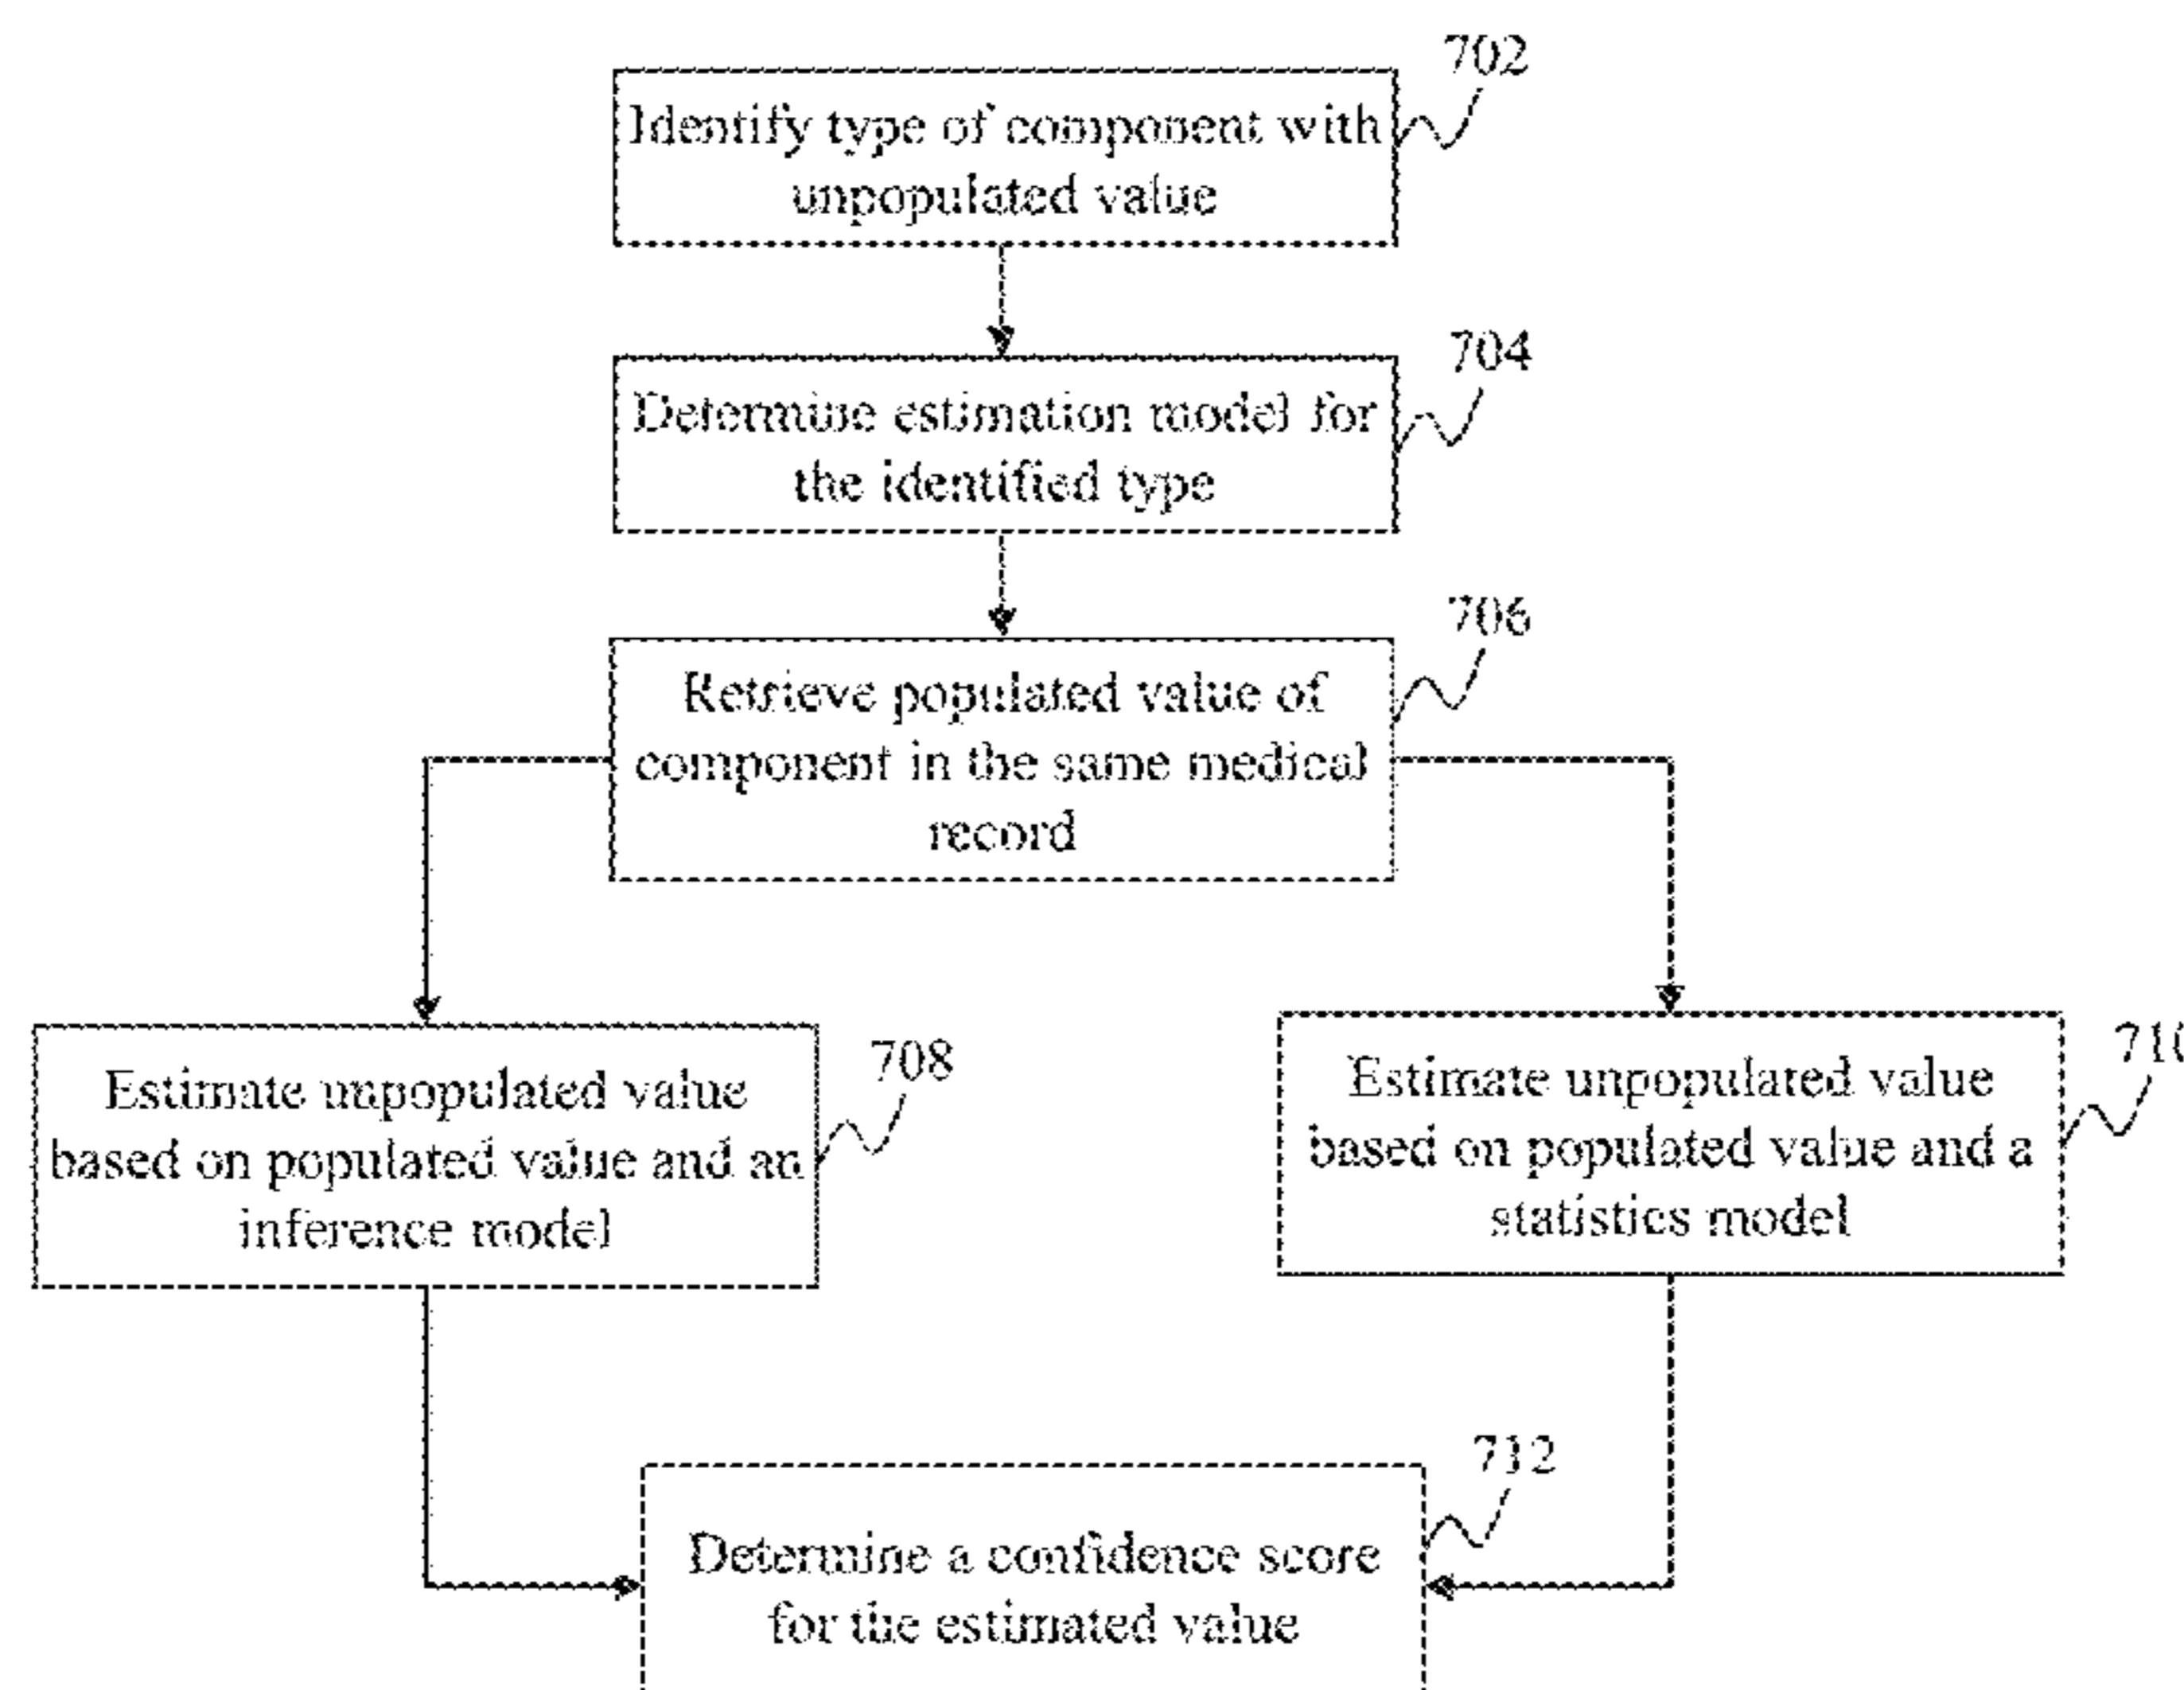 702
Identify type of component with
unpopulated value
704
Determine estimation model for
the identified type
706
Retrieve populated value of
component in the same medical
record
708
Estimate unpopulated value
based on populated value and an
inference model
710
Estimate unpopulated value
based on populated value and a
statistics model
712
Determine a confidence score
for the estimated value